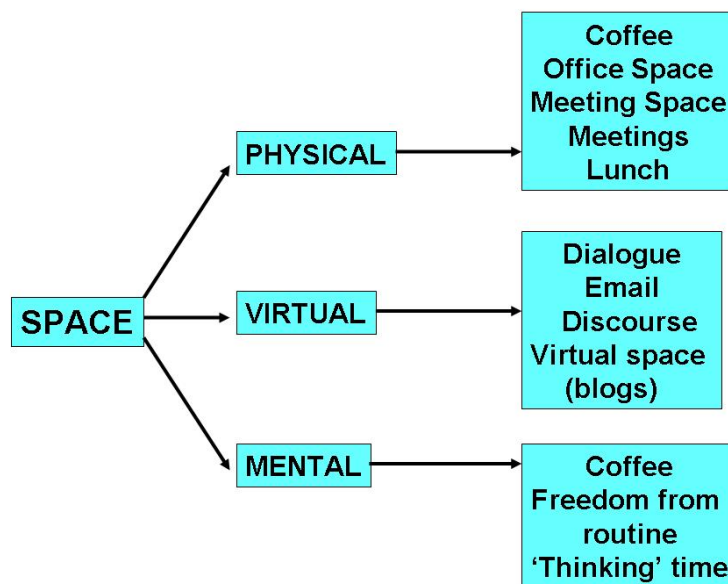 SPACE
PHYSICAL
Coffee
Office Space
Meeting Space
Meetings
Lunch
VIRTUAL
Dialogue
Email
Discourse
Virtual space
(blogs)
MENTAL
Coffee
Freedom from
routine
‘Thinking’ time